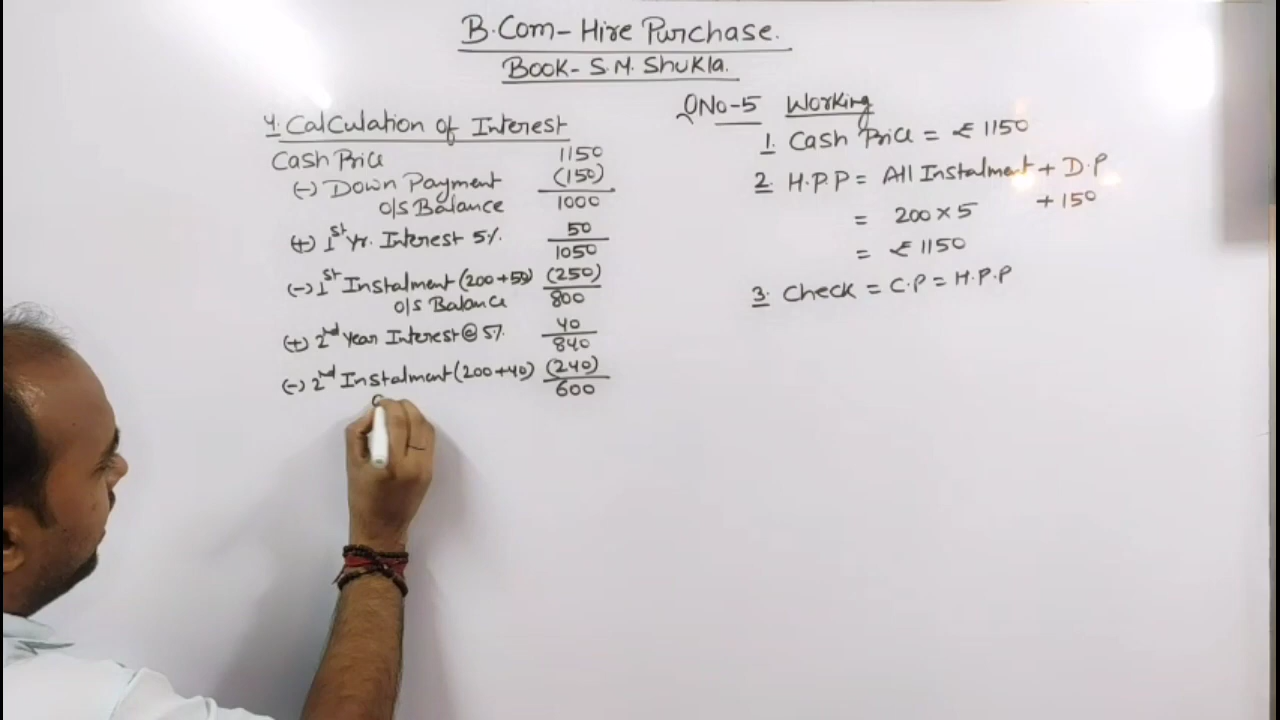 B.Com - Hire Purchase.
Book - S.M. Shukla.
4. Calculation of Interest
Cash Price 1150
(-) Down Payment (150)
O/S Balance 1000
(+) 1st Yr. Interest 5% 50
1050
(-) 1st Instalment (200+50) (250)
O/S Balance 800
(+) 2nd Year Interest @ 5% 40
840
(-) 2nd Instalment (200+40) (240)
600
QNo-5 Working
1. Cash Price = ₹ 1150
2. H.P.P = All Instalment + D.P
= 200 × 5 + 150
= ₹ 1150
3. Check = C.P = H.P.P